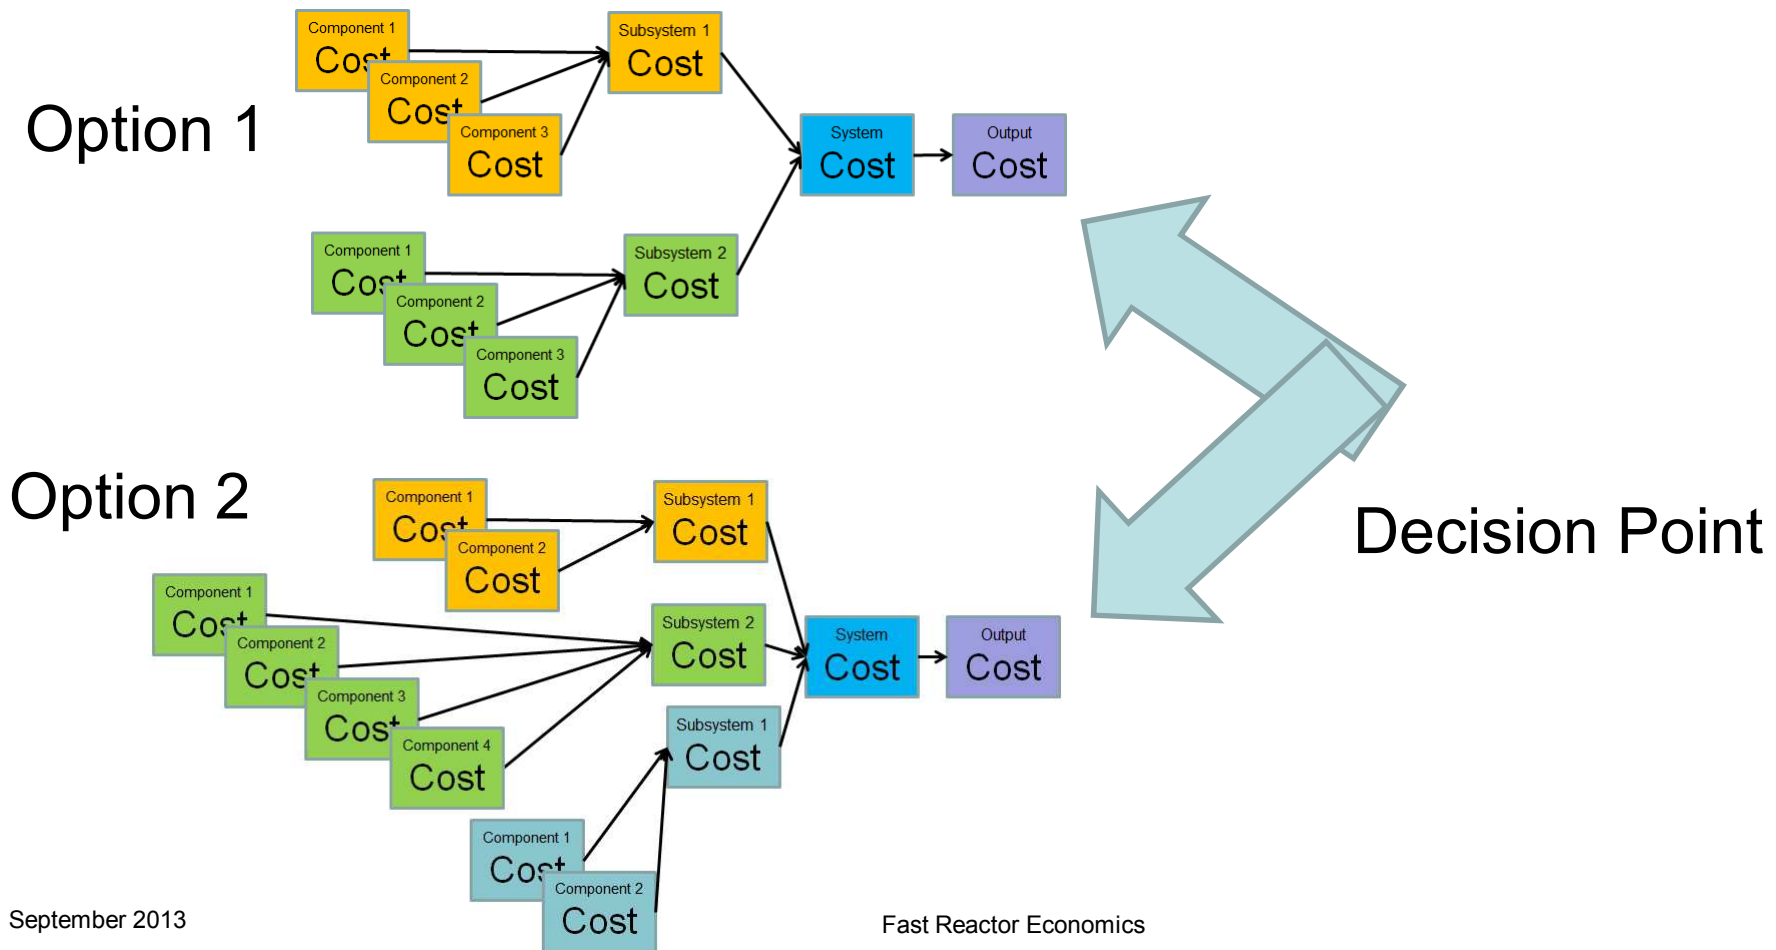 Option 1
Component 1
Cost
Component 2
Cost
Component 3
Cost
Subsystem 1
Cost
Component 1
Cost
Component 2
Cost
Component 3
Cost
Subsystem 2
Cost
System
Cost
Output
Cost
Option 2
Component 1
Cost
Component 2
Cost
Subsystem 1
Cost
Component 1
Cost
Component 2
Cost
Component 3
Cost
Component 4
Cost
Subsystem 2
Cost
Component 1
Cost
Component 2
Cost
Subsystem 1
Cost
System
Cost
Output
Cost
Decision Point
September 2013
Fast Reactor Economics